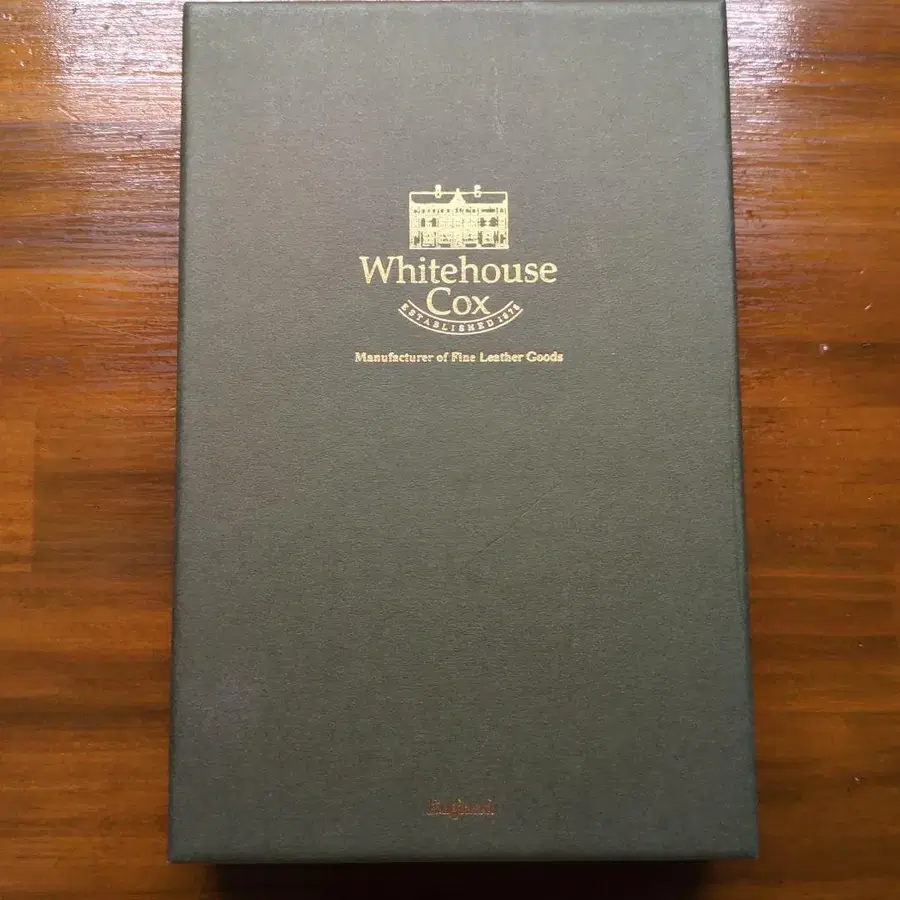 Whitehouse
Cox
ESTABLISHED 1875
Manufacturer of Fine Leather Goods
England